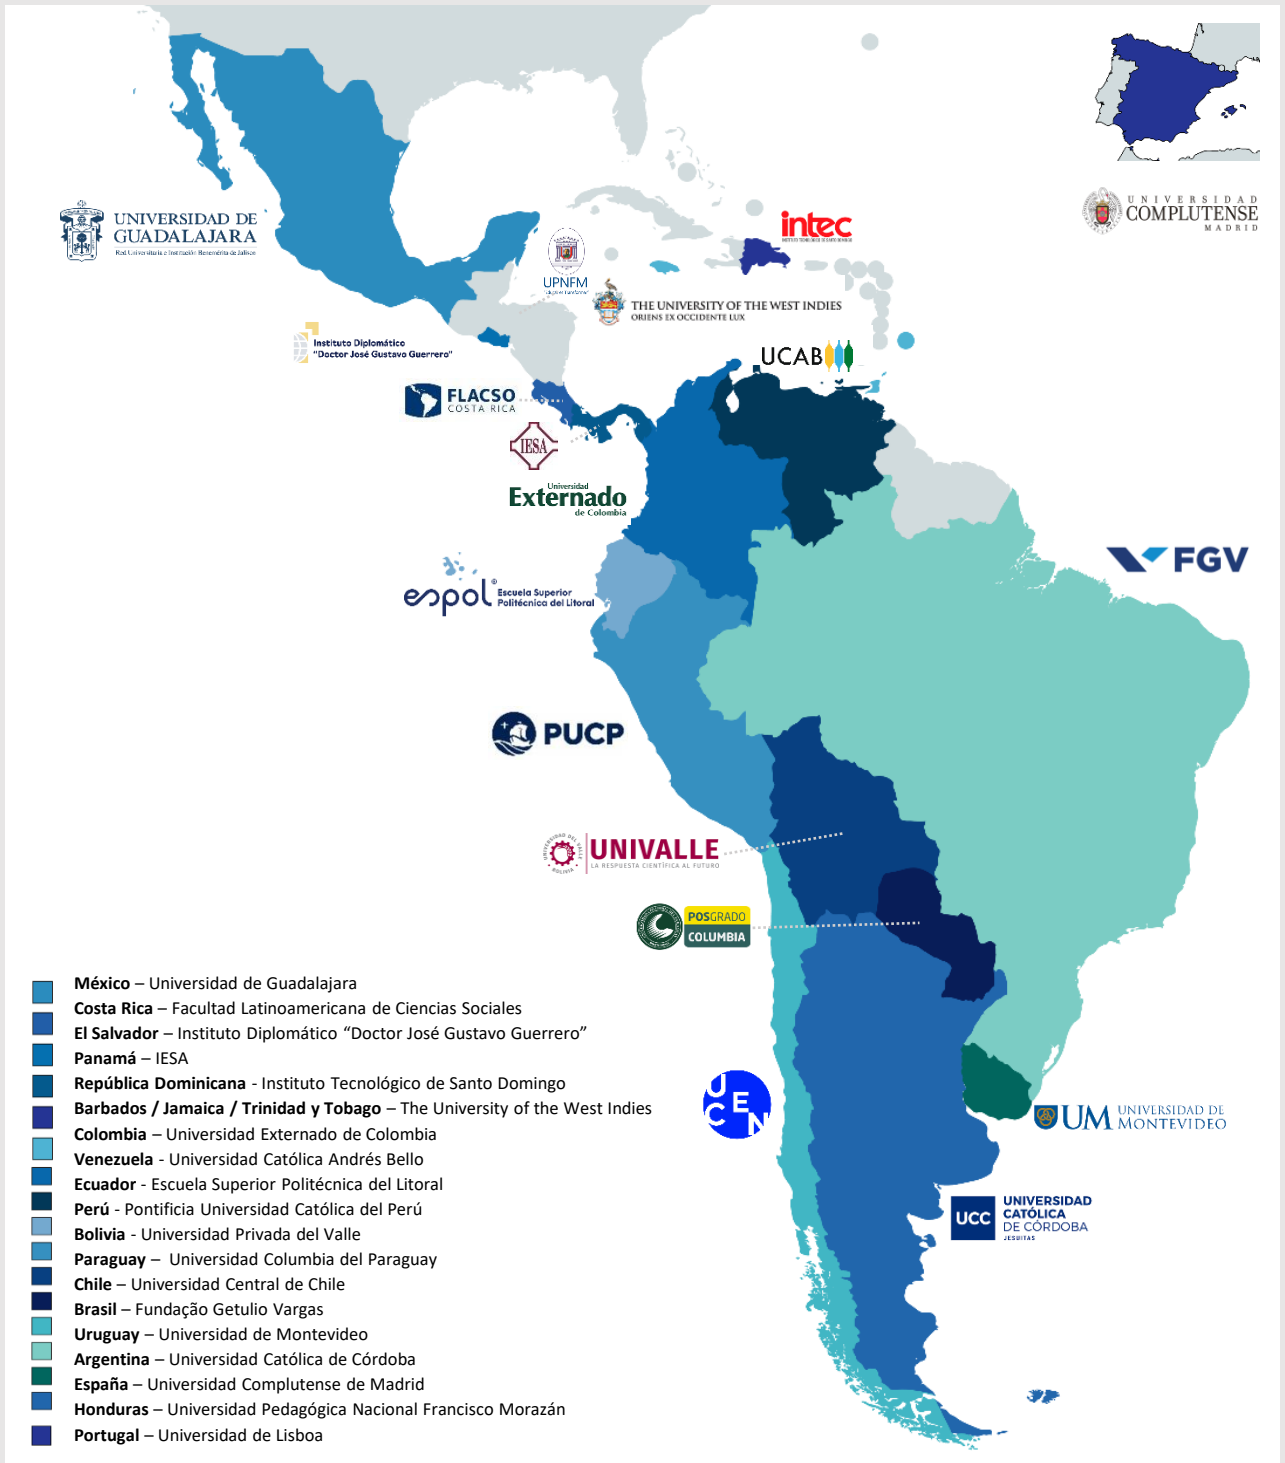 UNIVERSIDAD DE
GUADALAJARA
Red Universitaria e Institución Benemérita de Jalisco
UNIVERSIDAD
COMPLUTENSE
MADRID
intec
UPNFM
THE UNIVERSITY OF THE WEST INDIES
ORIENS EX OCCIDENTE LUX
Instituto Diplomático
"Doctor José Gustavo Guerrero"
UCAB
FLACSO
COSTA RICA
IESA
Universidad
Externado
de Colombia
FGV
espol
Escuela Superior
Politécnica del Litoral
PUCP
UNIVALLE
LA RESPUESTA CIENTÍFICA AL FUTURO
POSGRADO
COLUMBIA
UCEN
UM UNIVERSIDAD DE
MONTEVIDEO
UCC
UNIVERSIDAD
CATÓLICA
DE CÓRDOBA
JESUITAS
México – Universidad de Guadalajara
Costa Rica – Facultad Latinoamericana de Ciencias Sociales
El Salvador – Instituto Diplomático “Doctor José Gustavo Guerrero”
Panamá – IESA
República Dominicana - Instituto Tecnológico de Santo Domingo
Barbados / Jamaica / Trinidad y Tobago – The University of the West Indies
Colombia – Universidad Externado de Colombia
Venezuela - Universidad Católica Andrés Bello
Ecuador - Escuela Superior Politécnica del Litoral
Perú - Pontificia Universidad Católica del Perú
Bolivia - Universidad Privada del Valle
Paraguay – Universidad Columbia del Paraguay
Chile – Universidad Central de Chile
Brasil – Fundação Getulio Vargas
Uruguay – Universidad de Montevideo
Argentina – Universidad Católica de Córdoba
España – Universidad Complutense de Madrid
Honduras – Universidad Pedagógica Nacional Francisco Morazán
Portugal – Universidad de Lisboa